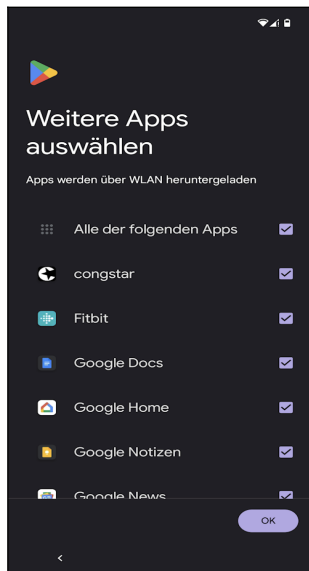 Weitere Apps
auswählen
Apps werden über WLAN heruntergeladen
Alle der folgenden Apps
congstar
Fitbit
Google Docs
Google Home
Google Notizen
Google News
OK